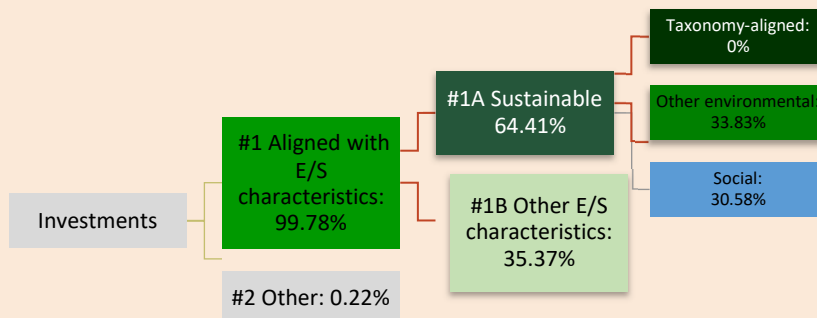 Investments
#1 Aligned with
E/S
characteristics:
99.78%
#2 Other: 0.22%
#1A Sustainable
64.41%
#1B Other E/S
characteristics:
35.37%
Taxonomy-aligned:
0%
Other environmental:
33.83%
Social:
30.58%